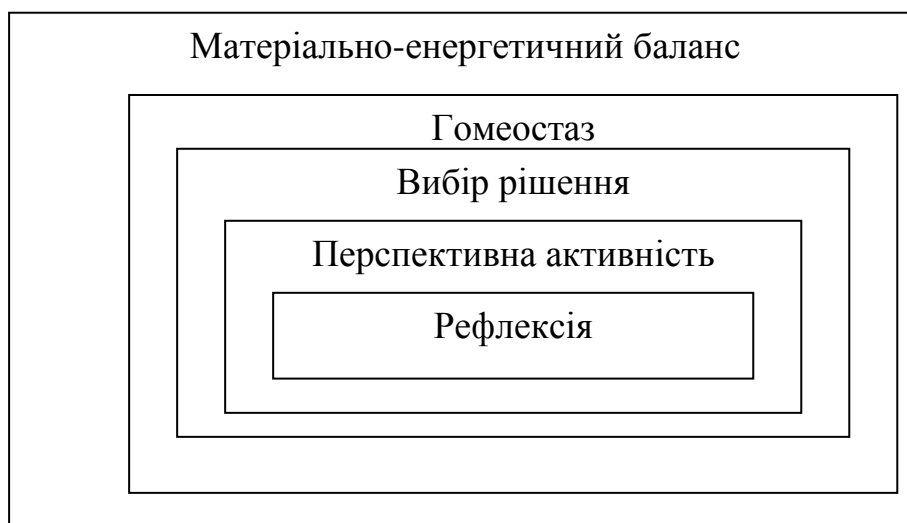 Матеріально-енергетичний баланс
Гомеостаз
Вибір рішення
Перспективна активність
Рефлексія